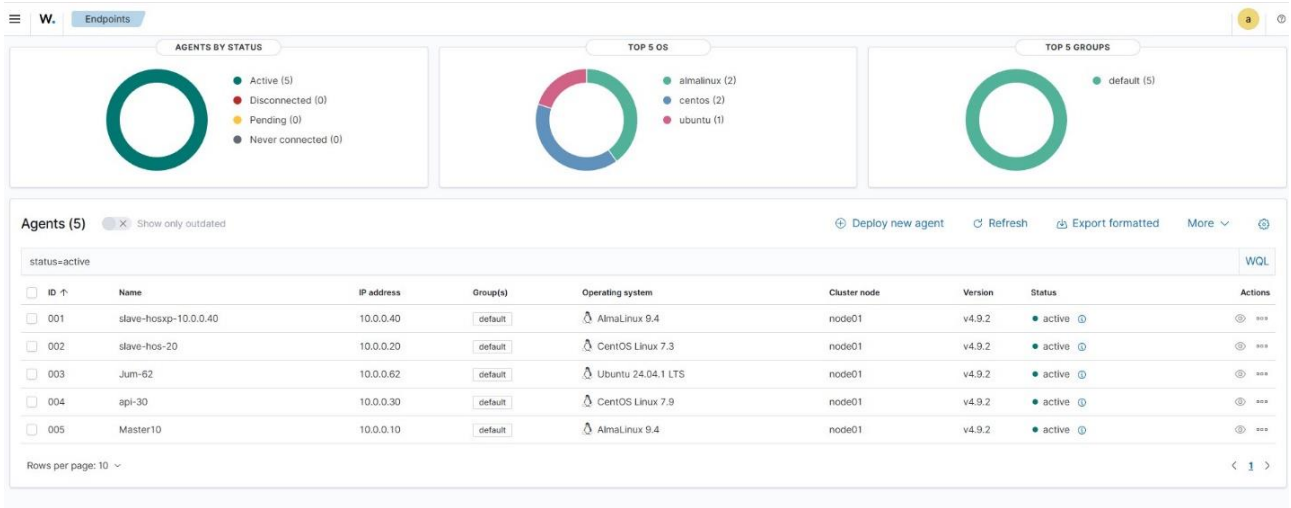 W. Endpoints a
AGENTS BY STATUS
Active (5)
Disconnected (0)
Pending (0)
Never connected (0)
TOP 5 OS
almalinux (2)
centos (2)
ubuntu (1)
TOP 5 GROUPS
default (5)
Agents (5) Show only outdated Deploy new agent Refresh Export formatted More
status=active WQL
ID Name IP address Group(s) Operating system Cluster node Version Status Actions
001 slave-hosxp-10.0.0.40 10.0.0.40 default AlmaLinux 9.4 node01 v4.9.2 active
002 slave-hos-20 10.0.0.20 default CentOS Linux 7.3 node01 v4.9.2 active
003 Jum-62 10.0.0.62 default Ubuntu 24.04.1 LTS node01 v4.9.2 active
004 api-30 10.0.0.30 default CentOS Linux 7.9 node01 v4.9.2 active
005 Master10 10.0.0.10 default AlmaLinux 9.4 node01 v4.9.2 active
Rows per page: 10 < 1 >